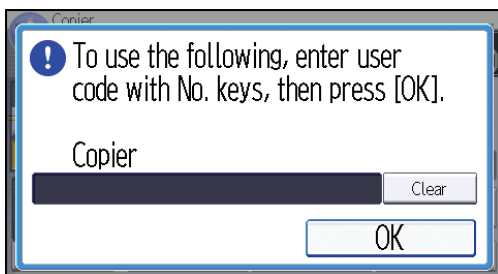 Copier
To use the following, enter user
code with No. keys, then press [OK].
Copier
Clear
OK